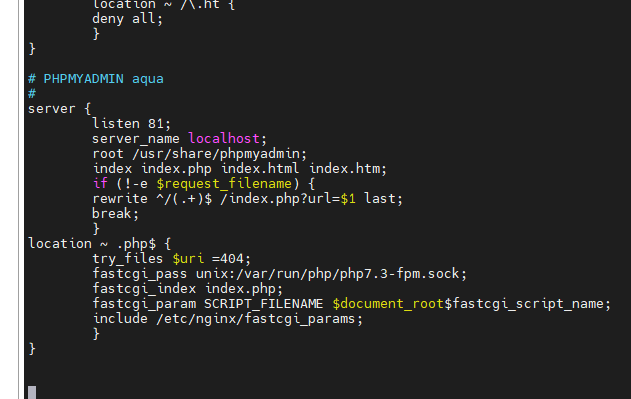 location ~ /\.ht {
deny all;
}
}
# PHPMYADMIN aqua
#
server {
listen 81;
server_name localhost;
root /usr/share/phpmyadmin;
index index.php index.html index.htm;
if (!-e $request_filename) {
rewrite ^/(.+)$ /index.php?url=$1 last;
break;
}
location ~ .php$ {
try_files $uri =404;
fastcgi_pass unix:/var/run/php/php7.3-fpm.sock;
fastcgi_index index.php;
fastcgi_param SCRIPT_FILENAME $document_root$fastcgi_script_name;
include /etc/nginx/fastcgi_params;
}
}